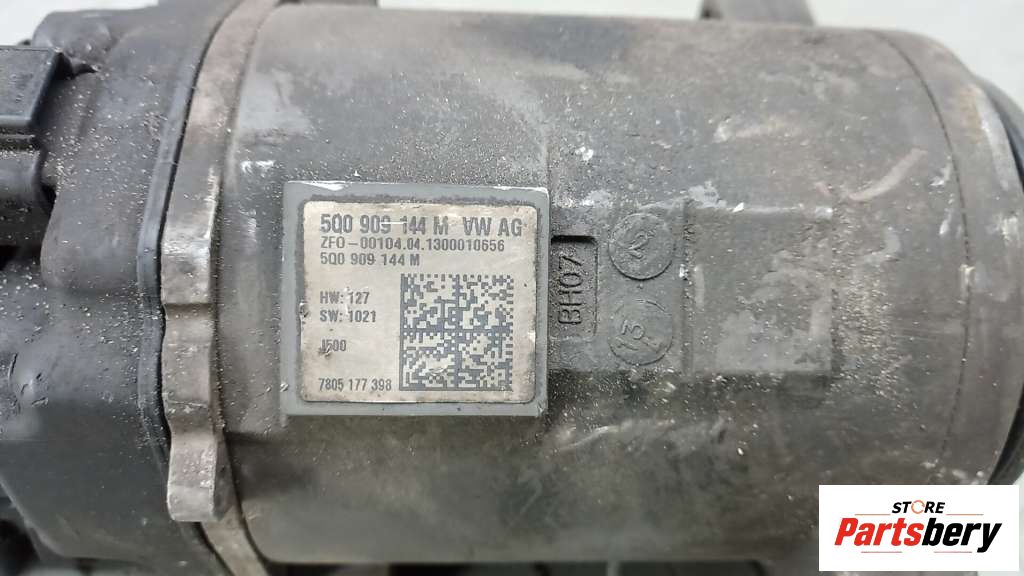 5Q0 909 144 M VW AG
ZFO-00104.04.1300010656
5Q0 909 144 M
HW: 127
SW: 1021
J500
7805 177 398
BH07
13
STORE
Partsbery